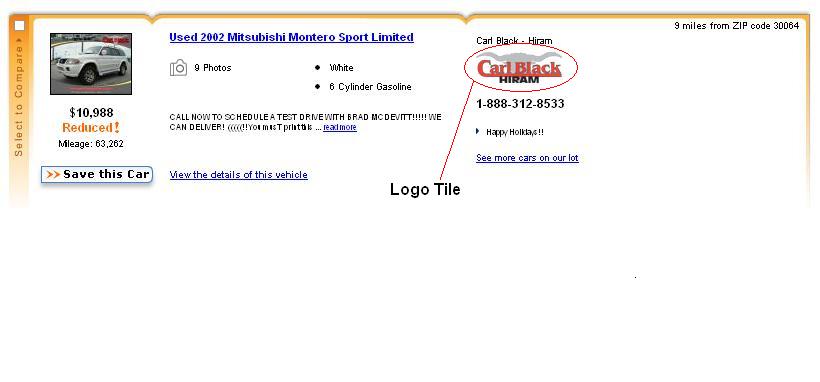 9 miles from ZIP code 30064
Select to Compare
Used 2002 Mitsubishi Montero Sport Limited
9 Photos
White
6 Cylinder Gasoline
$10,988
Reduced!
Mileage: 63,262
CALL NOW TO SCHEDULE A TEST DRIVE WITH BRAD MCDEVITT!!!!! WE
CAN DELIVER! ((((((!!You musT print this ... read more
Save this Car
View the details of this vehicle
Carl Black - Hiram
Carl Black
HIRAM
1-888-312-8533
Happy Holidays!!
See more cars on our lot
Logo Tile